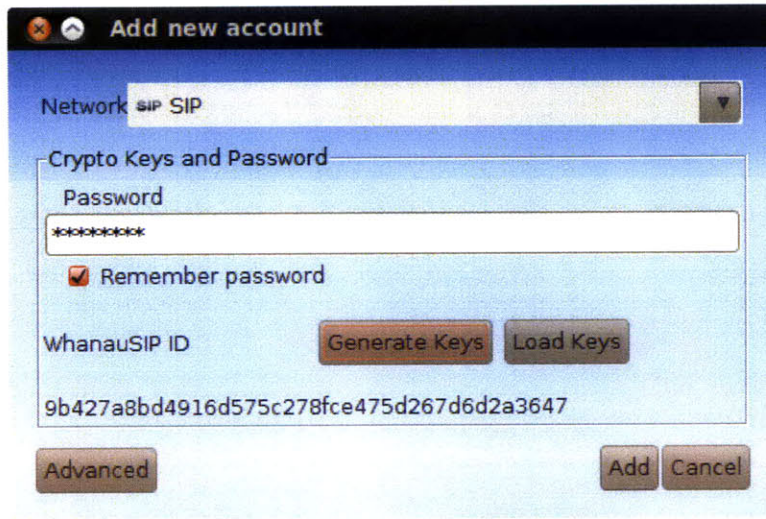 Add new account
Network SIP SIP
Crypto Keys and Password
Password
********
Remember password
WhanauSIP ID Generate Keys Load Keys
9b427a8bd4916d575c278fce475d267d6d2a3647
Advanced Add Cancel